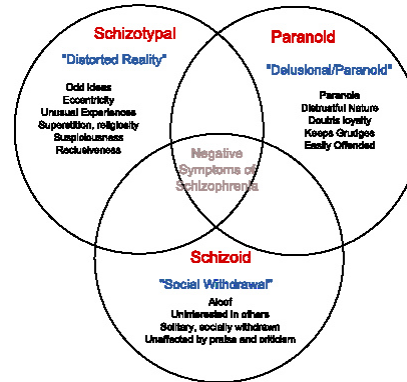 Schizotypal
"Distorted Reality"
Odd Ideas
Eccentricity
Unusual Experiences
Superstition, religiosity
Suspiousness
Reclueiveness
Paranoid
"Delusional/Paranoid"
Paranoia
Distrustful Nature
Doubts loyalty
Keeps Grudges
Easily Offended
Negative
Symptoms of
Schizophrenia
Schizoid
"Social Withdrawal"
Aloof
Uninterested in others
Solitary, socially withdrawn
Unaffected by praise and criticism